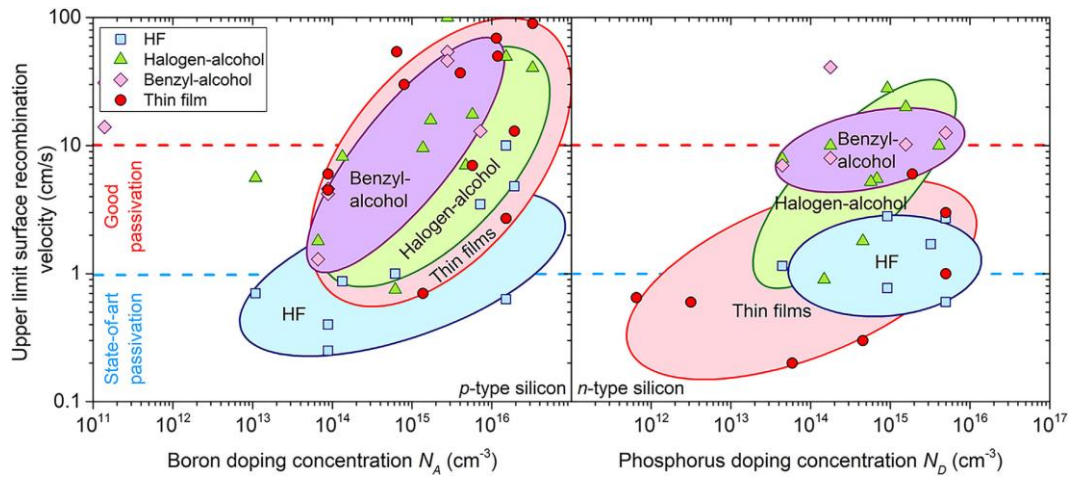 Upper limit surface recombination
velocity (cm/s)
100
10
1
0.1
HF
Halogen-alcohol
Benzyl-alcohol
Thin film
Good
passivation
State-of-art
passivation
Benzyl-
alcohol
Halogen-alcohol
Thin films
HF
p-type silicon
Benzyl-
alcohol
Halogen-alcohol
HF
Thin films
n-type silicon
10¹¹ 10¹² 10¹³ 10¹⁴ 10¹⁵ 10¹⁶
10¹² 10¹³ 10¹⁴ 10¹⁵ 10¹⁶ 10¹⁷
Boron doping concentration N_A (cm⁻³)
Phosphorus doping concentration N_D (cm⁻³)